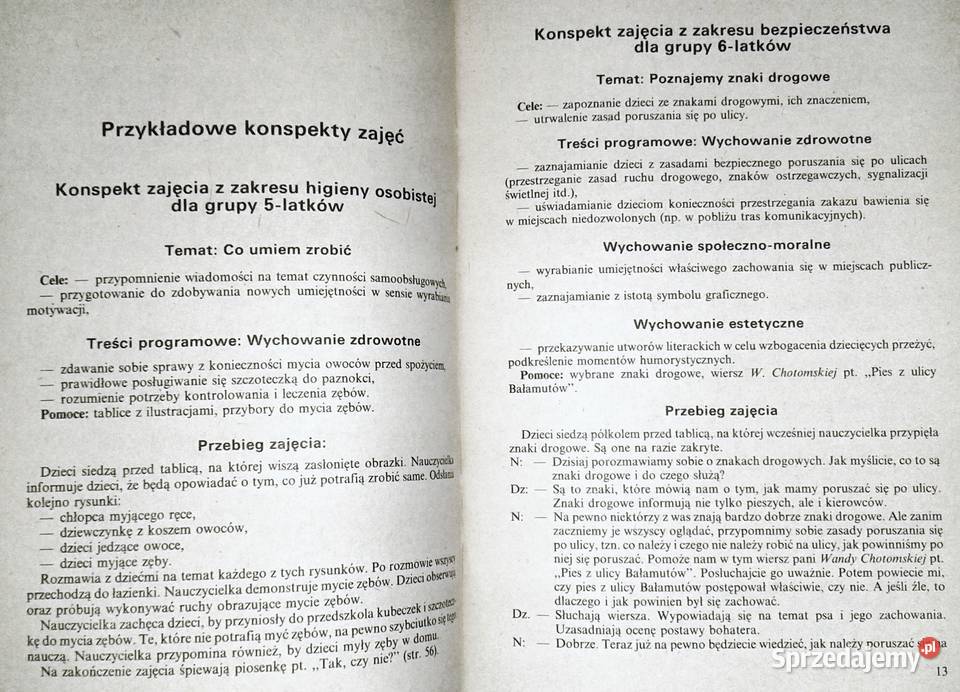 Przykładowe konspekty zajęć
Konspekt zajęcia z zakresu higieny osobistej
dla grupy 5-latków
Temat: Co umiem zrobić
Cele: — przypomnienie wiadomości na temat czynności samoobsługowych,
— przygotowanie do zdobywania nowych umiejętności w sensie wyrabiania
motywacji,
Treści programowe: Wychowanie zdrowotne
— zdawanie sobie sprawy z konieczności mycia owoców przed spożyciem,
— prawidłowe posługiwanie się szczoteczką do paznokci,
— rozumienie potrzeby kontrolowania i leczenia zębów.
Pomoce: tablice z ilustracjami, przybory do mycia zębów.
Przebieg zajęcia:
Dzieci siedzą przed tablicą, na której wiszą zasłonięte obrazki. Nauczycielka
informuje dzieci, że będą opowiadać o tym, co już potrafią zrobić same. Odsłania
kolejno rysunki:
— chłopca myjącego ręce,
— dziewczynkę z koszem owoców,
— dzieci jedzące owoce,
— dzieci myjące zęby.
Rozmawia z dziećmi na temat każdego z tych rysunków. Po rozmowie wszyscy
przechodzą do łazienki. Nauczycielka demonstruje mycie zębów. Dzieci obserwują
oraz próbują wykonywać ruchy obrazujące mycie zębów.
Nauczycielka zachęca dzieci, by przyniosły do przedszkola kubeczek i szczotecz-
kę do mycia zębów. Te, które nie potrafią myć zębów, na pewno szybciutko się tego
nauczą. Nauczycielka przypomina również, by dzieci myły zęby w domu.
Na zakończenie zajęcia śpiewają piosenkę pt. „Tak, czy nie?” (str. 56).
Konspekt zajęcia z zakresu bezpieczeństwa
dla grupy 6-latków
Temat: Poznajemy znaki drogowe
Cele: — zapoznanie dzieci ze znakami drogowymi, ich znaczeniem,
— utrwalenie zasad poruszania się po ulicy.
Treści programowe: Wychowanie zdrowotne
— zaznajamianie dzieci z zasadami bezpiecznego poruszania się po ulicach
(przestrzeganie zasad ruchu drogowego, znaków ostrzegawczych, sygnalizacji
świetlnej itd.),
— uświadamianie dzieciom konieczności przestrzegania zakazu bawienia się
w miejscach niedozwolonych (np. w pobliżu tras komunikacyjnych).
Wychowanie społeczno-moralne
— wyrabianie umiejętności właściwego zachowania się w miejscach publicz-
nych,
— zaznajamianie z istotą symbolu graficznego.
Wychowanie estetyczne
— przekazywanie utworów literackich w celu wzbogacenia dziecięcych przeżyć,
podkreślenie momentów humorystycznych.
Pomoce: wybrane znaki drogowe, wiersz W. Chotomskiej pt. „Pies z ulicy
Bałamutów”.
Przebieg zajęcia
Dzieci siedzą półkolem przed tablicą, na której wcześniej nauczycielka przypięła
znaki drogowe. Są one na razie zakryte.
N: — Dzisiaj porozmawiamy sobie o znakach drogowych. Jak myślicie, co to są
znaki drogowe i do czego służą?
Dz: — Są to znaki, które mówią nam o tym, jak mamy poruszać się po ulicy.
Znaki drogowe informują nie tylko pieszych, ale i kierowców.
N: — Na pewno niektórzy z was znają bardzo dobrze znaki drogowe. Ale zanim
zaczniemy je wszyscy oglądać, przypomnimy sobie zasady poruszania się
po ulicy, tzn. co należy i czego nie należy robić na ulicy, jak powinniśmy po
niej się poruszać. Pomoże nam w tym wiersz pani Wandy Chotomskiej pt.
„Pies z ulicy Bałamutów”. Posłuchajcie go uważnie. Potem powiecie mi,
czy pies z ulicy Bałamutów postępował właściwie, czy nie. A jeśli źle, to
dlaczego i jak powinien był się zachować.
Dz. — Słuchają wiersza. Wypowiadają się na temat psa i jego zachowania.
Uzasadniają ocenę postawy bohatera.
N: — Dobrze. Teraz już na pewno będziecie wiedzieć, jak należy poruszać się na
13
Sprzedajemy.pl